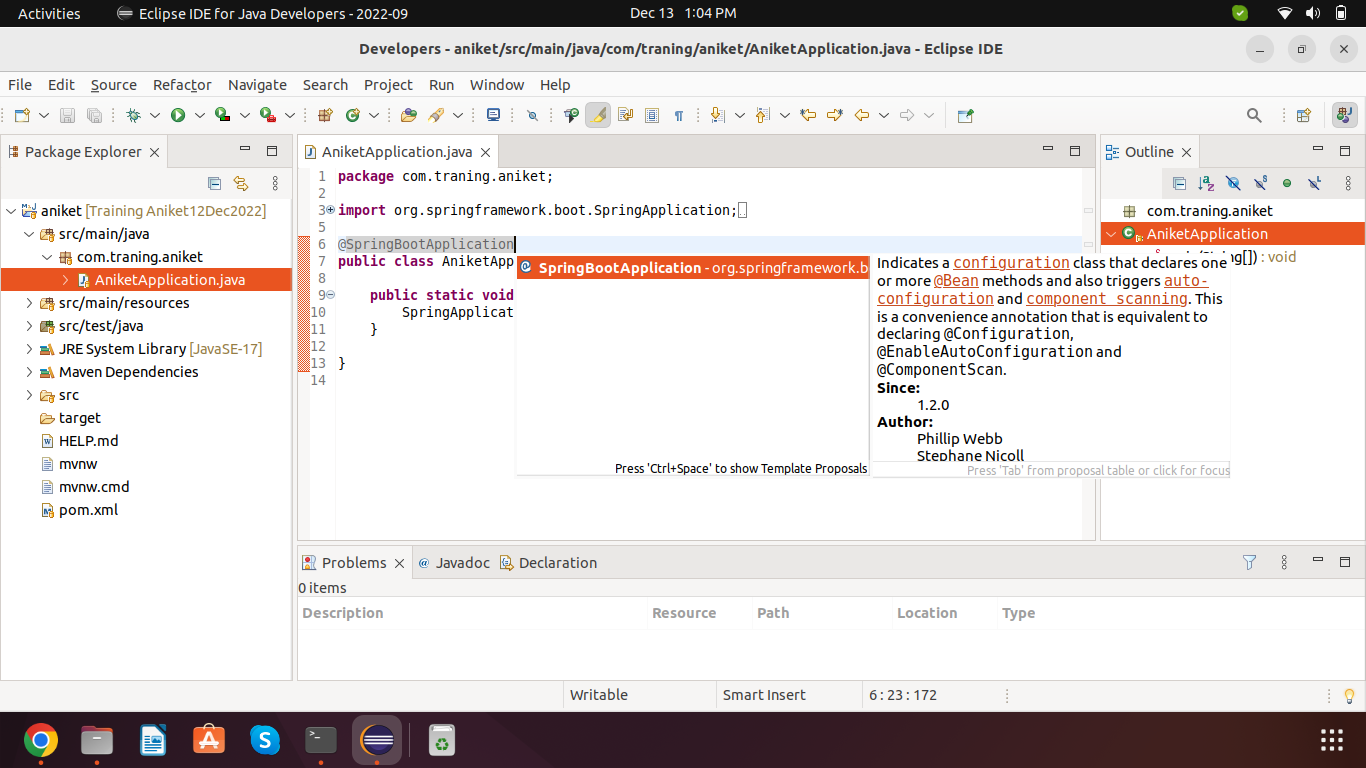 Activities
Eclipse IDE for Java Developers - 2022-09
Dec 13 1:04 PM
Developers - aniket/src/main/java/com/traning/aniket/AniketApplication.java - Eclipse IDE
File Edit Source Refactor Navigate Search Project Run Window Help
Package Explorer
aniket [Training Aniket12Dec2022]
src/main/java
com.traning.aniket
AniketApplication.java
src/main/resources
src/test/java
JRE System Library [JavaSE-17]
Maven Dependencies
src
target
HELP.md
mvnw
mvnw.cmd
pom.xml
AniketApplication.java
1 package com.traning.aniket;
2
3 import org.springframework.boot.SpringApplication;
5
6 @SpringBootApplication
7 public class AniketApp
8
9 public static void
10 SpringApplicat
11 }
12
13 }
14
@ SpringBootApplication - org.springframework.b
Press 'Ctrl+Space' to show Template Proposals
Indicates a configuration class that declares one
or more @Bean methods and also triggers auto-
configuration and component scanning. This
is a convenience annotation that is equivalent to
declaring @Configuration,
@EnableAutoConfiguration and
@ComponentScan.
Since:
1.2.0
Author:
Phillip Webb
Stephane Nicoll
Press 'Tab' from proposal table or click for focus
Outline
com.traning.aniket
AniketApplication
: void
Problems @ Javadoc Declaration
0 items
Description Resource Path Location Type
Writable Smart Insert 6 : 23 : 172